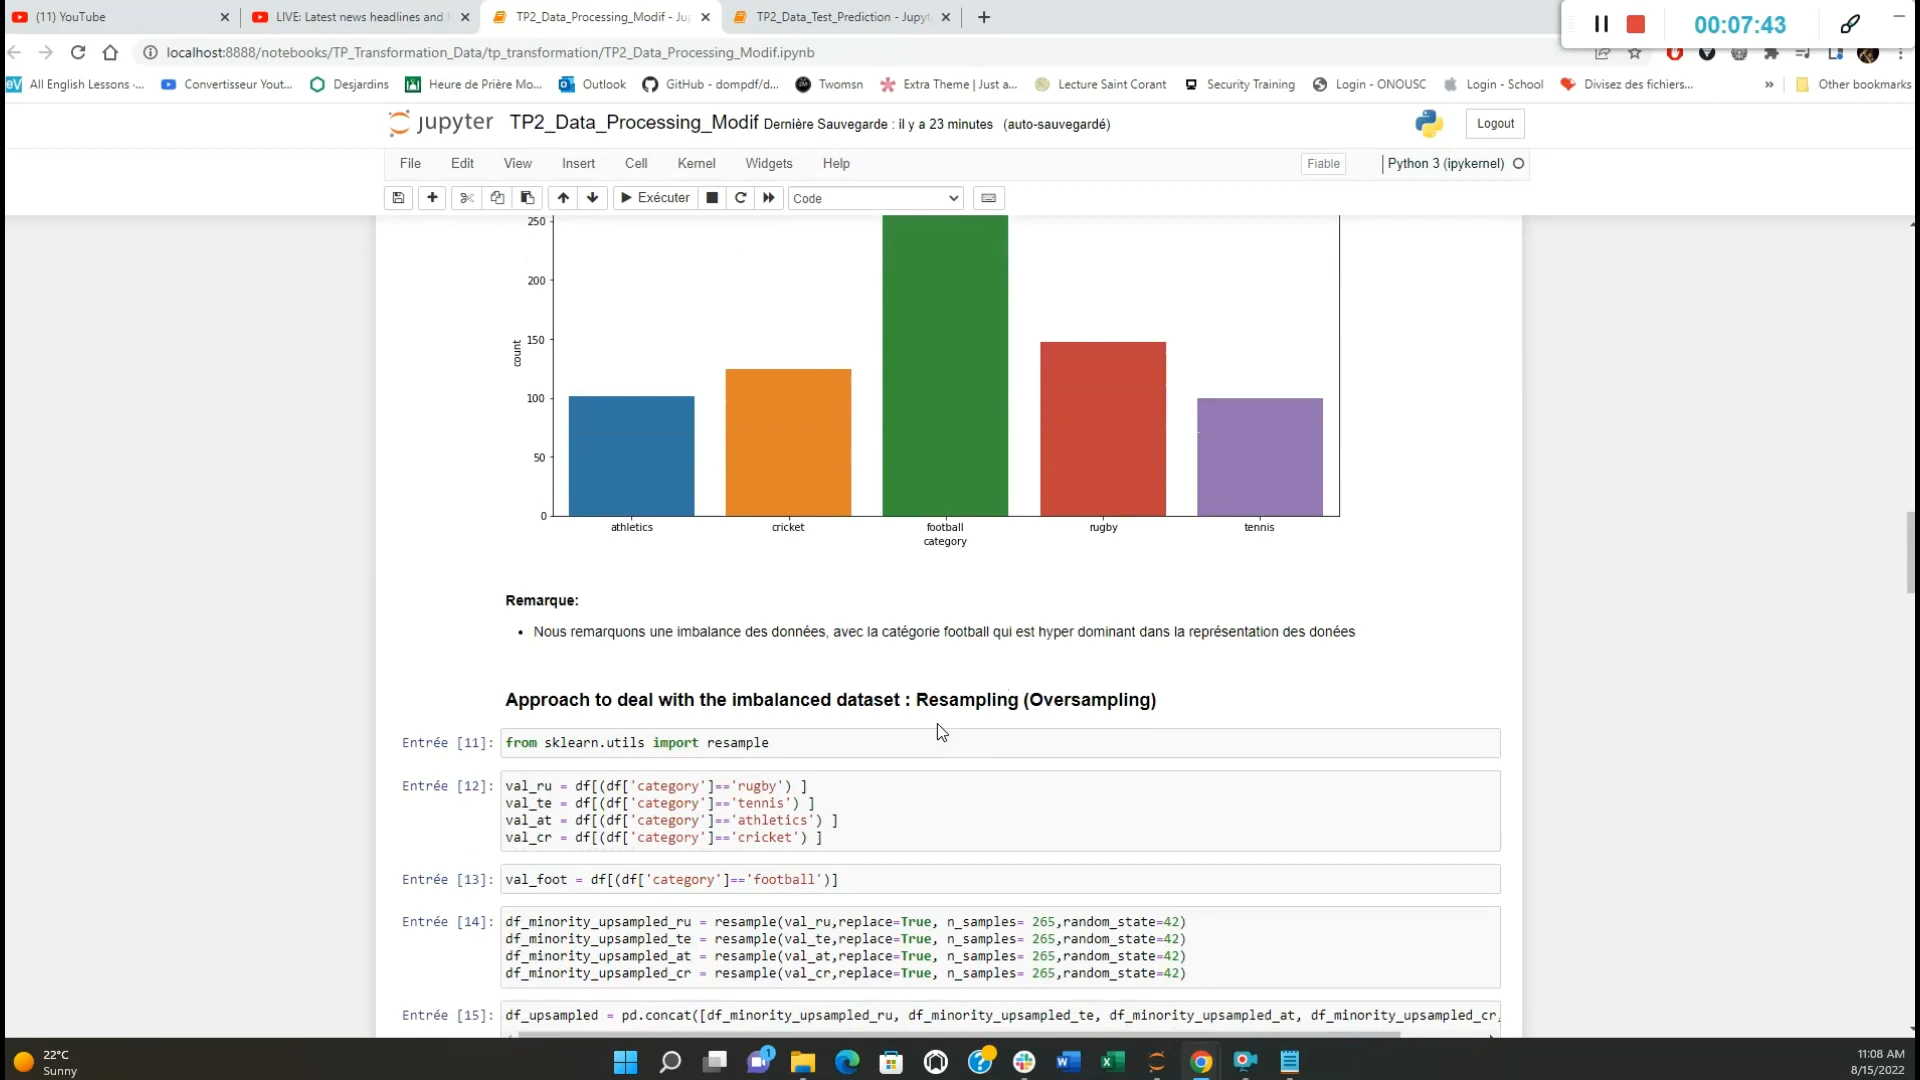 (11) YouTube
LIVE: Latest news headlines and
TP2_Data_Processing_Modif - Ju
TP2_Data_Test_Prediction - Jupyt
00:07:43
localhost:8888/notebooks/TP_Transformation_Data/tp_transformation/TP2_Data_Processing_Modif.ipynb
eV All English Lessons -...
Convertisseur Yout...
Desjardins
Heure de Prière Mo...
Outlook
GitHub - dompdf/d...
Twomsn
Extra Theme | Just a...
Lecture Saint Corant
Security Training
Login - ONOUSC
Login - School
Divisez des fichiers...
»
Other bookmarks
jupyter TP2_Data_Processing_Modif Dernière Sauvegarde : il y a 23 minutes (auto-sauvegardé)
Logout
File Edit View Insert Cell Kernel Widgets Help
Fiable
Python 3 (ipykernel)
Exécuter
Code
250
200
150
100
50
0
count
athletics cricket football rugby tennis
category
Remarque:
• Nous remarquons une imbalance des données, avec la catégorie football qui est hyper dominant dans la représentation des donées
Approach to deal with the imbalanced dataset : Resampling (Oversampling)
Entrée [11]: from sklearn.utils import resample
Entrée [12]: val_ru = df[(df['category']=='rugby') ]
val_te = df[(df['category']=='tennis') ]
val_at = df[(df['category']=='athletics') ]
val_cr = df[(df['category']=='cricket') ]
Entrée [13]: val_foot = df[(df['category']=='football')]
Entrée [14]: df_minority_upsampled_ru = resample(val_ru,replace=True, n_samples= 265,random_state=42)
df_minority_upsampled_te = resample(val_te,replace=True, n_samples= 265,random_state=42)
df_minority_upsampled_at = resample(val_at,replace=True, n_samples= 265,random_state=42)
df_minority_upsampled_cr = resample(val_cr,replace=True, n_samples= 265,random_state=42)
Entrée [15]: df_upsampled = pd.concat([df_minority_upsampled_ru, df_minority_upsampled_te, df_minority_upsampled_at, df_minority_upsampled_cr,
22°C
Sunny
1
11:08 AM
8/15/2022